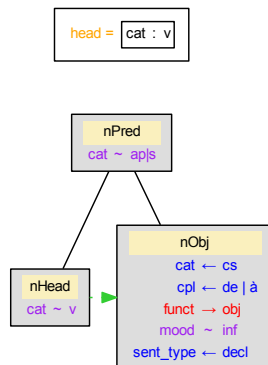 head = cat : v
nPred
cat ~ ap|s
nObj
cat ← cs
cpl ← de | à
funct → obj
mood ~ inf
sent_type ← decl
nHead
cat ~ v